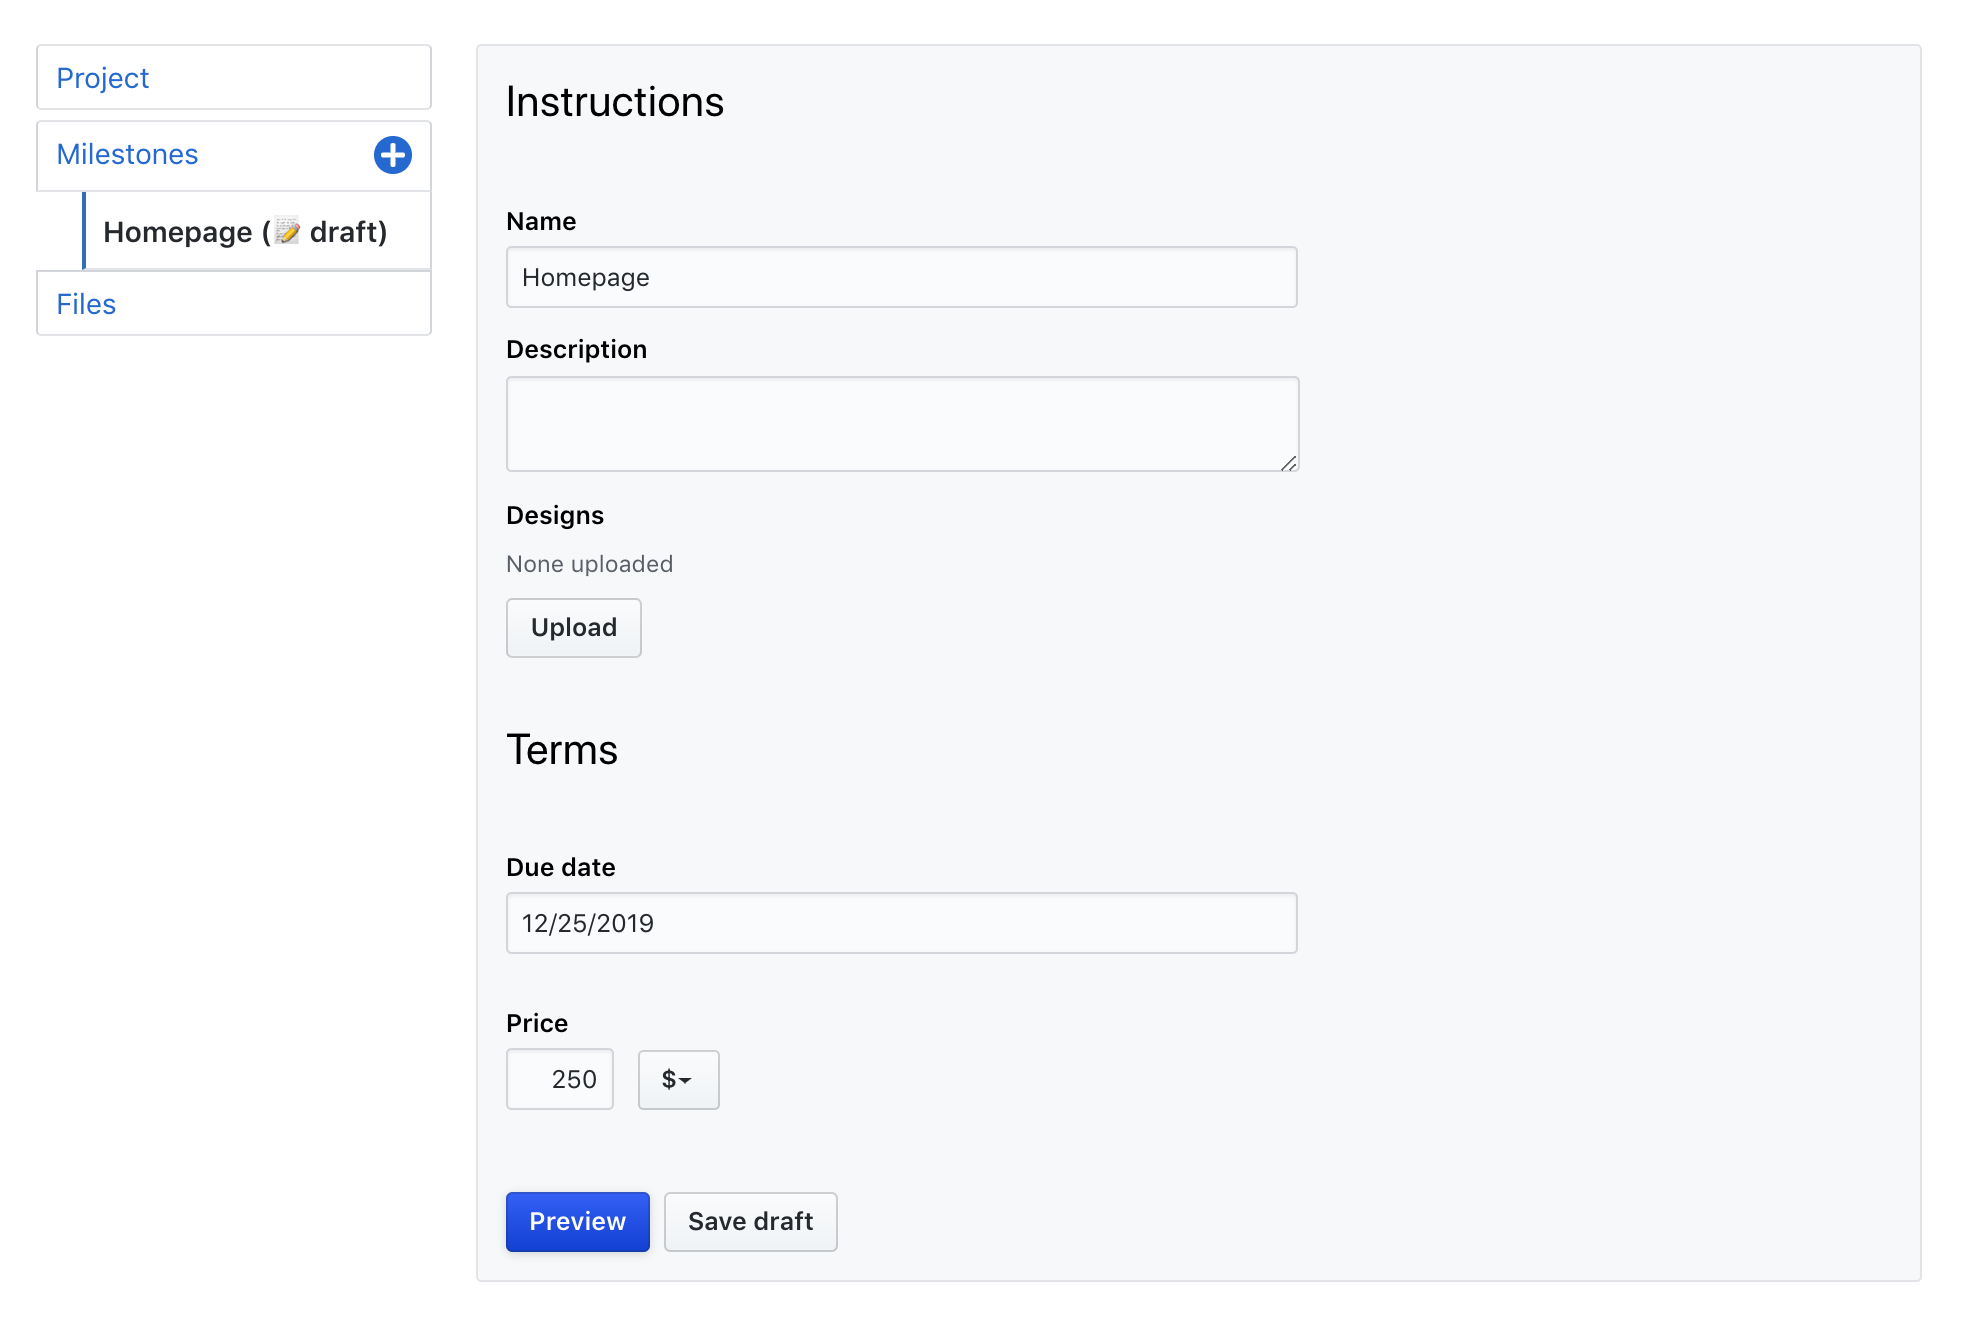 Project
Milestones
Homepage (📝 draft)
Files
Instructions
Name
Homepage
Description
Designs
None uploaded
Upload
Terms
Due date
12/25/2019
Price
250 $
Preview Save draft